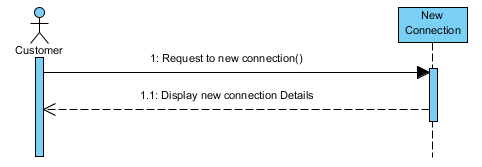 New
Connection
Customer
1: Request to new connection()
1.1: Display new connection Details